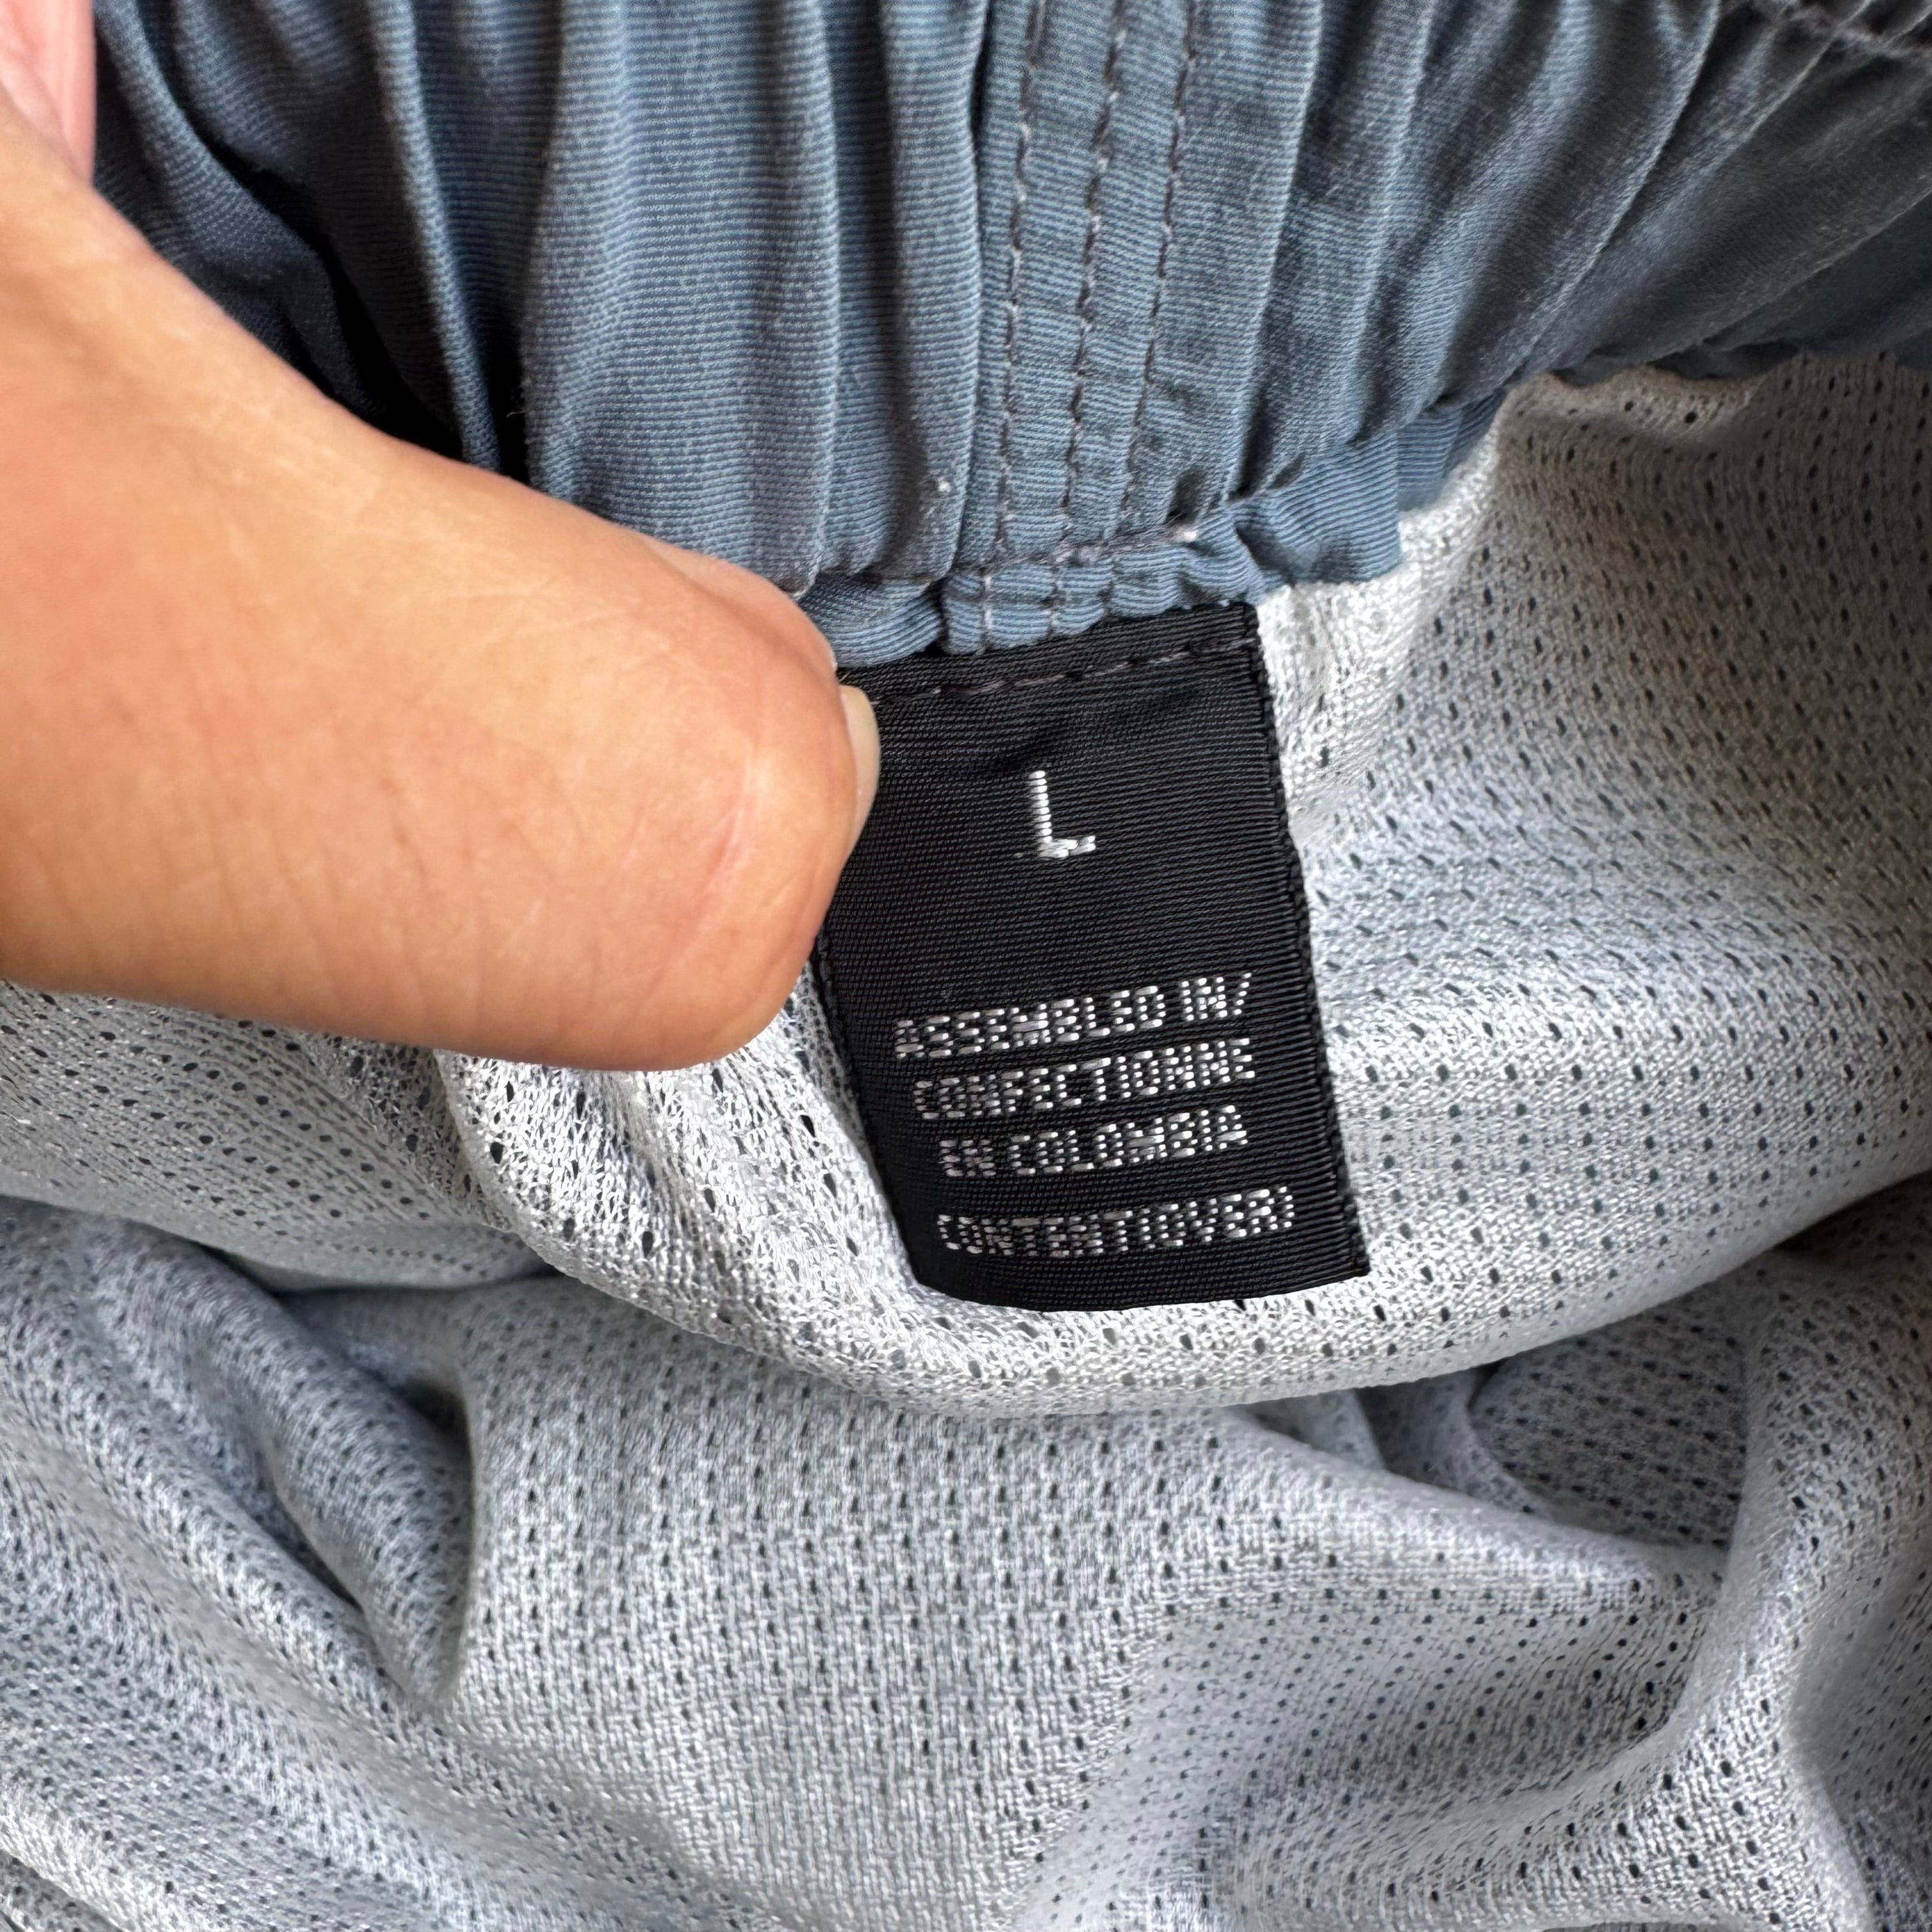 L
ASSEMBLED IN/
CONFECTIONNE
EN COLOMBIA
CONTENT(OVER)